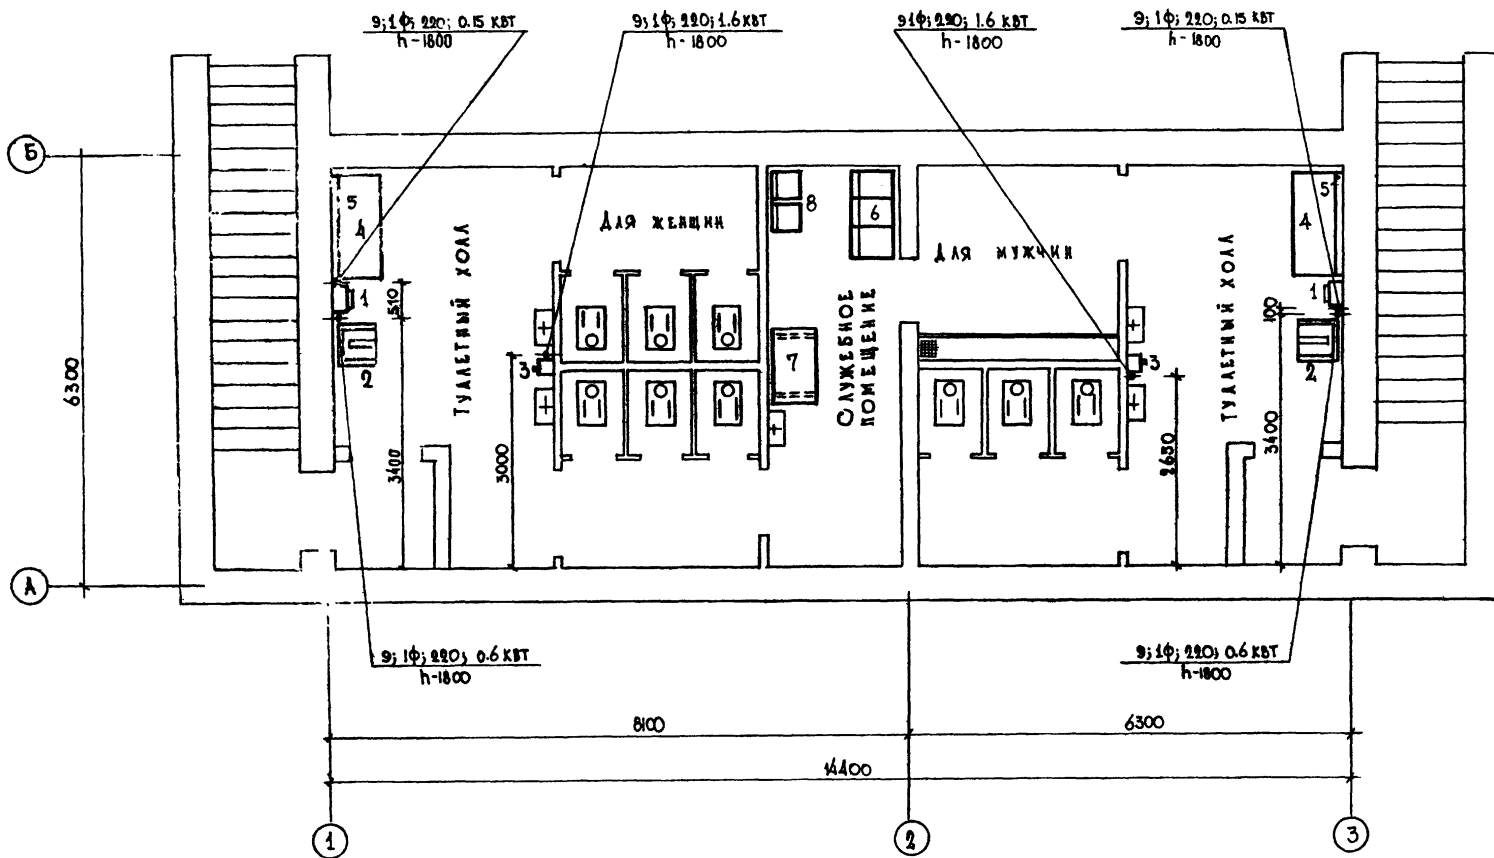 9; 1ф; 220; 0.15 КВТ
h-1800
9; 1ф; 220; 1.6 КВТ
h-1800
9 1ф; 220; 1.6 КВТ
h-1800
9; 1ф; 220; 0.15 КВТ
h-1800
Б
А
6300
5
4
1
510
2
3400
ТУАЛЕТНЫЙ ХОЛЛ
ДЛЯ ЖЕНЩИН
3
3000
8
6
7
СЛУЖЕБНОЕ
ПОМЕЩЕНИЕ
ДЛЯ МУЖЧИН
3
2650
ТУАЛЕТНЫЙ ХОЛЛ
5
4
1
100
2
3400
9; 1ф; 220; 0.6 КВТ
h-1800
9; 1ф; 220; 0.6 КВТ
h-1800
8100
6300
14400
1
2
3